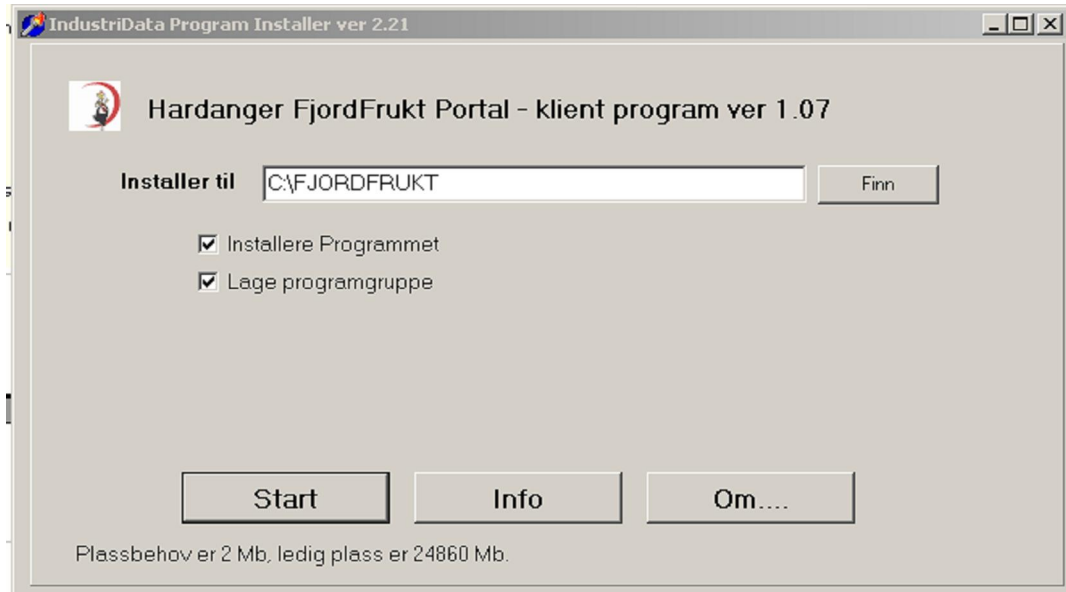 IndustriData Program Installer ver 2.21
Hardanger FjordFrukt Portal - klient program ver 1.07
Installer til C:\FJORDFRUKT Finn
Installere Programmet
Lage programgruppe
Start Info Om....
Plassbehov er 2 Mb, ledig plass er 24860 Mb.